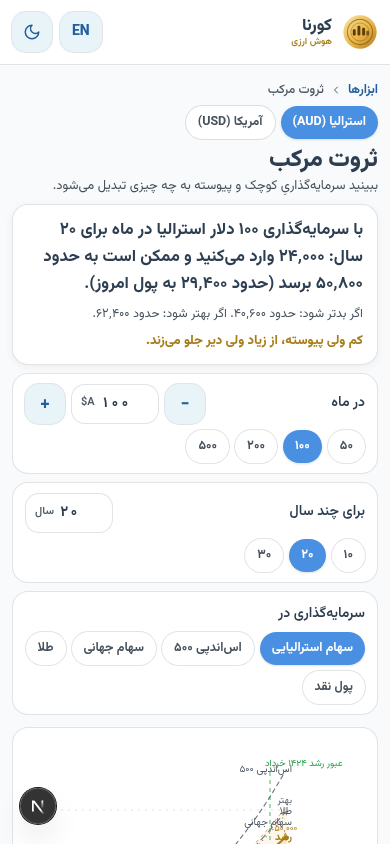 کورنا
هوش ارزی
EN
ابزارها › ثروت مرکب
استرالیا (AUD) آمریکا (USD)
ثروت مرکب
ببینید سرمایه‌گذاری کوچک و پیوسته به چه چیزی تبدیل می‌شود.
با سرمایه‌گذاری ۱۰۰ دلار استرالیا در ماه برای ۲۰
سال: ۲۴,۰۰۰ وارد می‌کنید و ممکن است به حدود
۵۰,۸۰۰ برسد (حدود ۲۹,۴۰۰ به پول امروز).
اگر بدتر شود: حدود ۴۰,۶۰۰. اگر بهتر شود: حدود ۶۲,۴۰۰.
کم ولی پیوسته، از زیاد ولی دیر جلو می‌زند.
در ماه
− ۱۰۰ A$ +
۵۰ ۱۰۰ ۲۰۰ ۵۰۰
برای چند سال
۲۰ سال
۱۰ ۲۰ ۳۰
سرمایه‌گذاری در
سهام استرالیایی اس‌اندپی ۵۰۰ سهام جهانی طلا
پول نقد
عبور رشد ۱۴۲۴ خرداد
اس‌اندپی ۵۰۰
بهتر
طلا
سهام جهانی
رشد
N